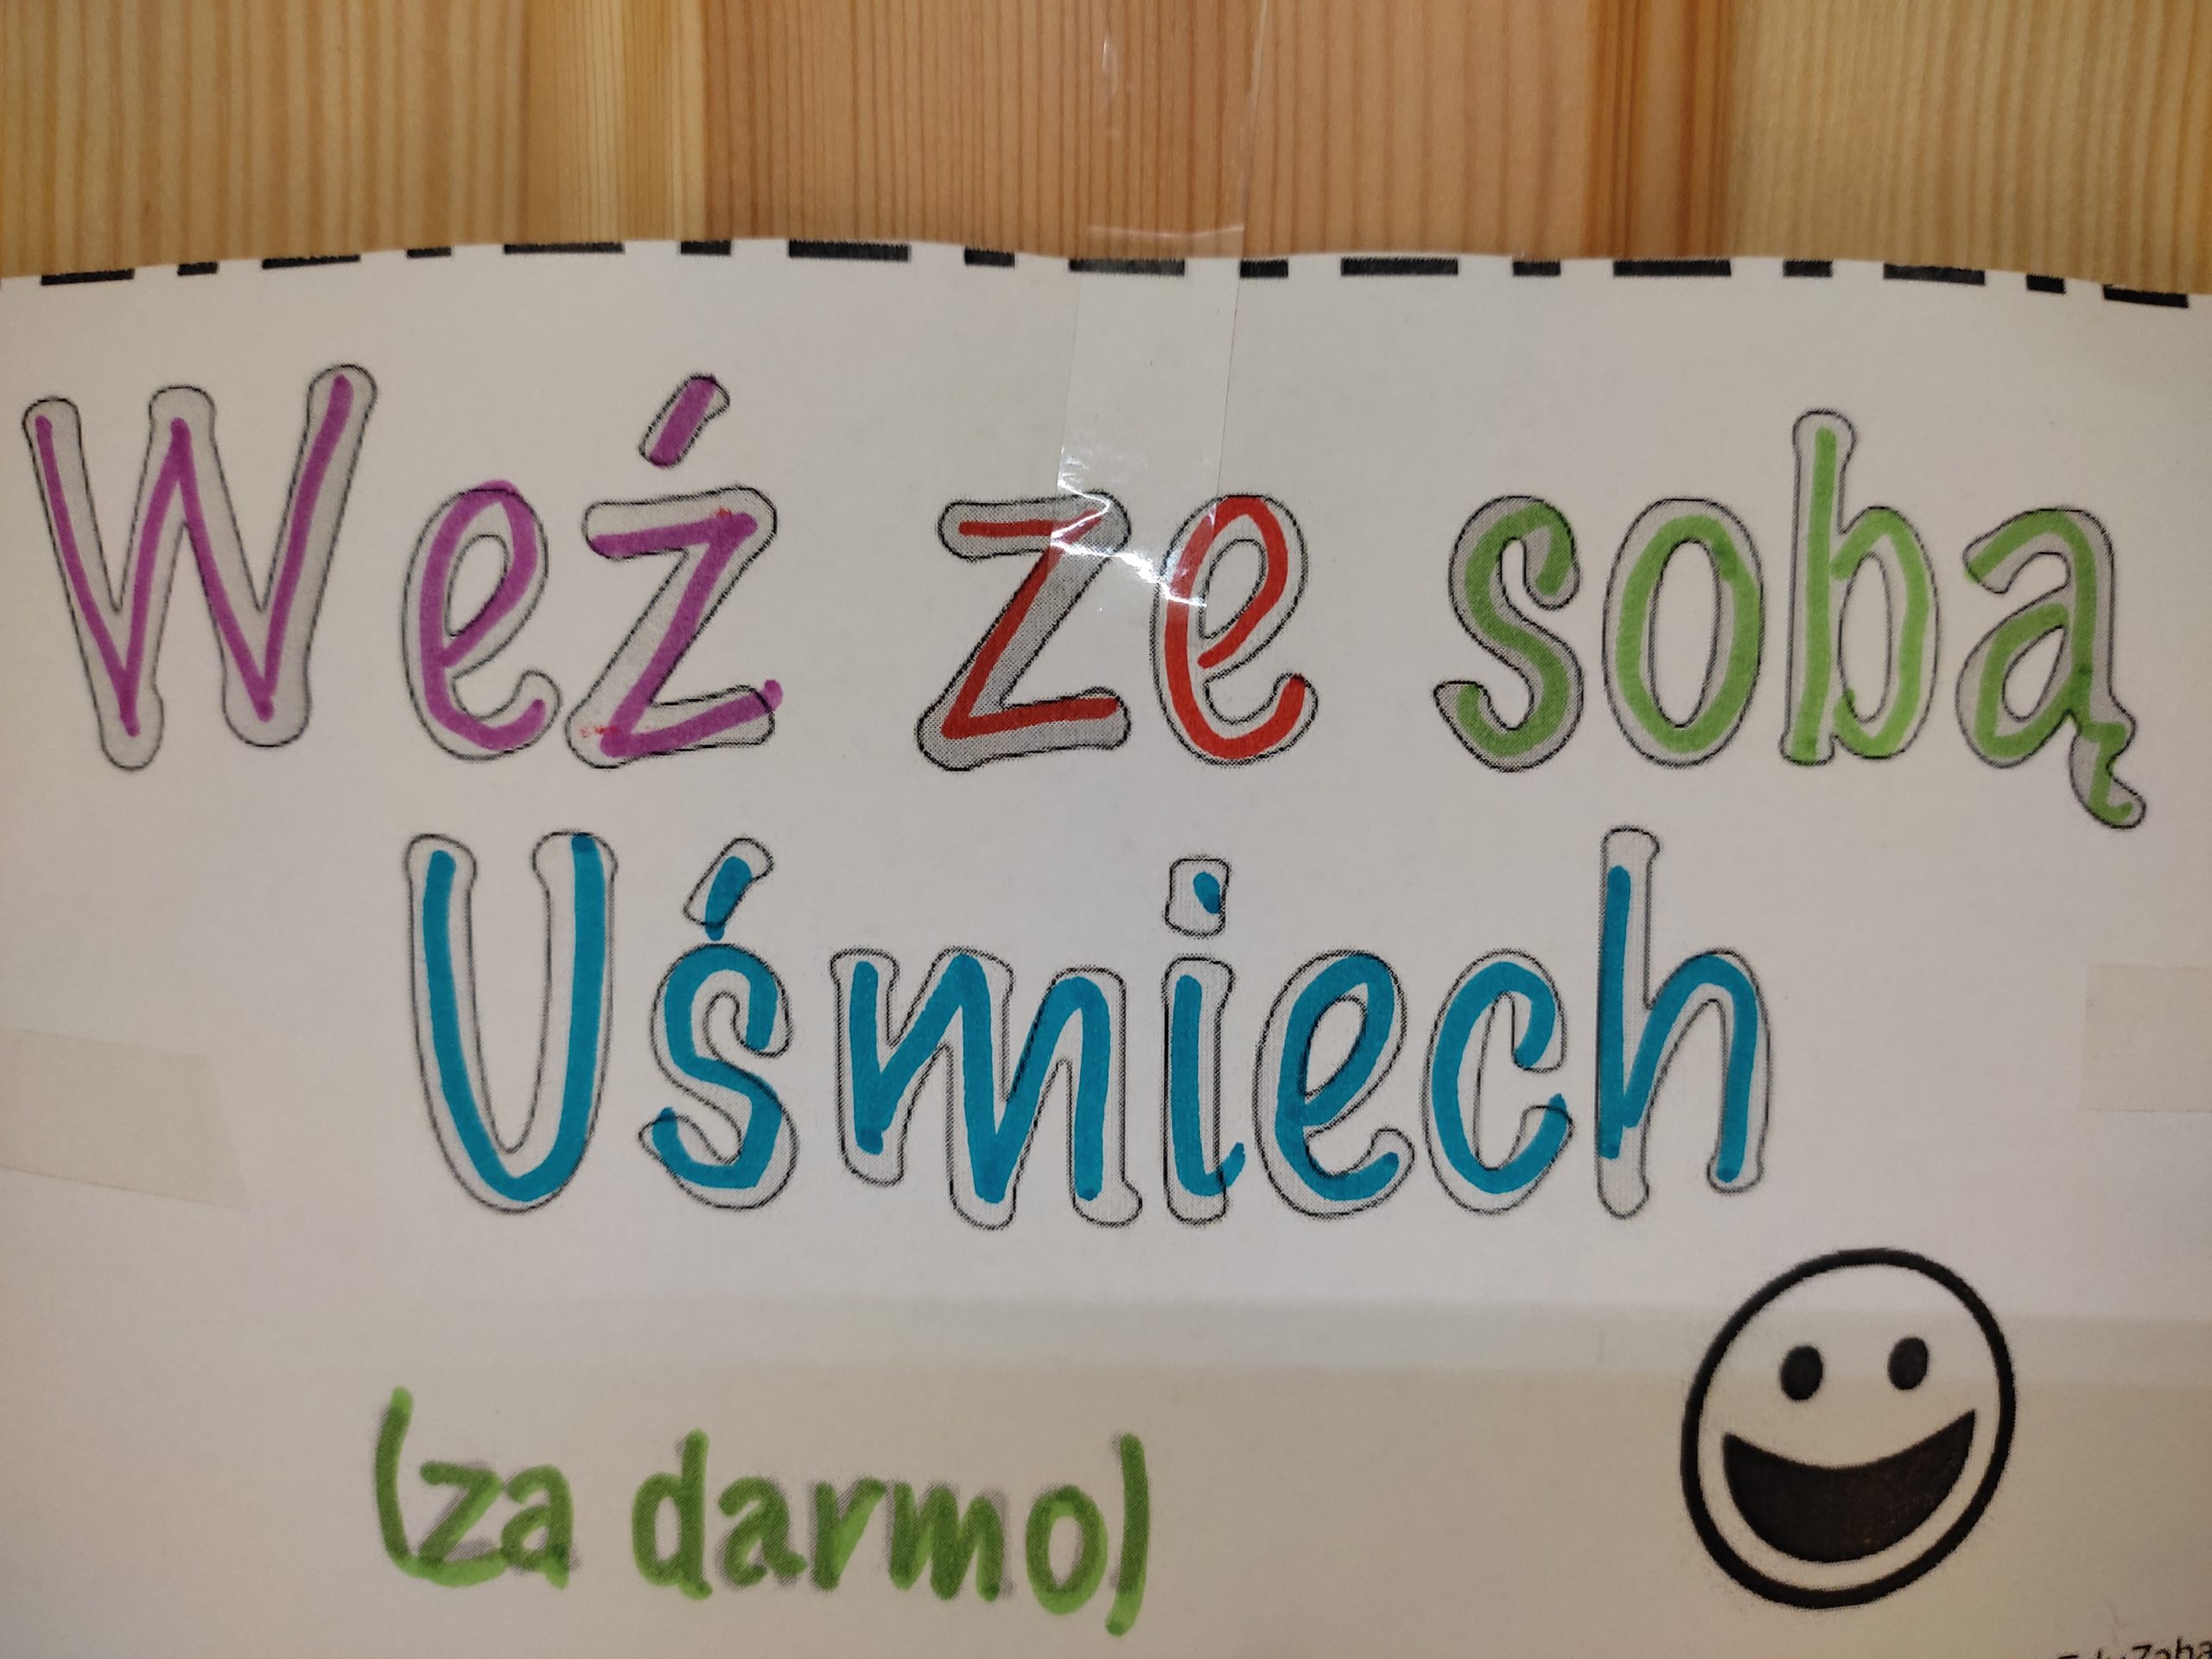 Weź ze sobą
Uśmiech
(za darmo)